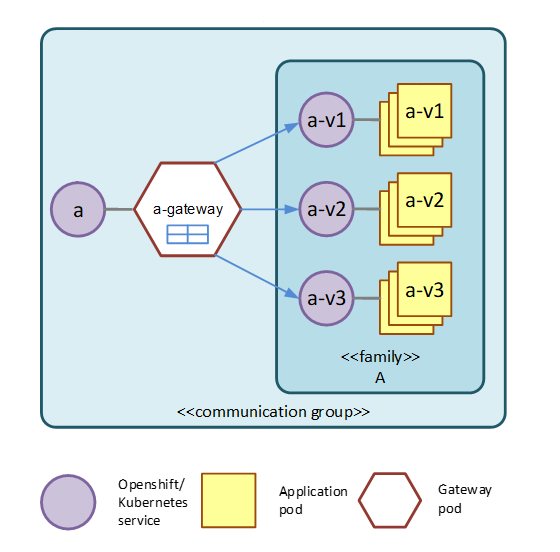 a
a-gateway
a-v1
a-v1
a-v2
a-v2
a-v3
a-v3
<<family>>
A
<<communication group>>
Openshift/
Kubernetes
service
Application
pod
Gateway
pod